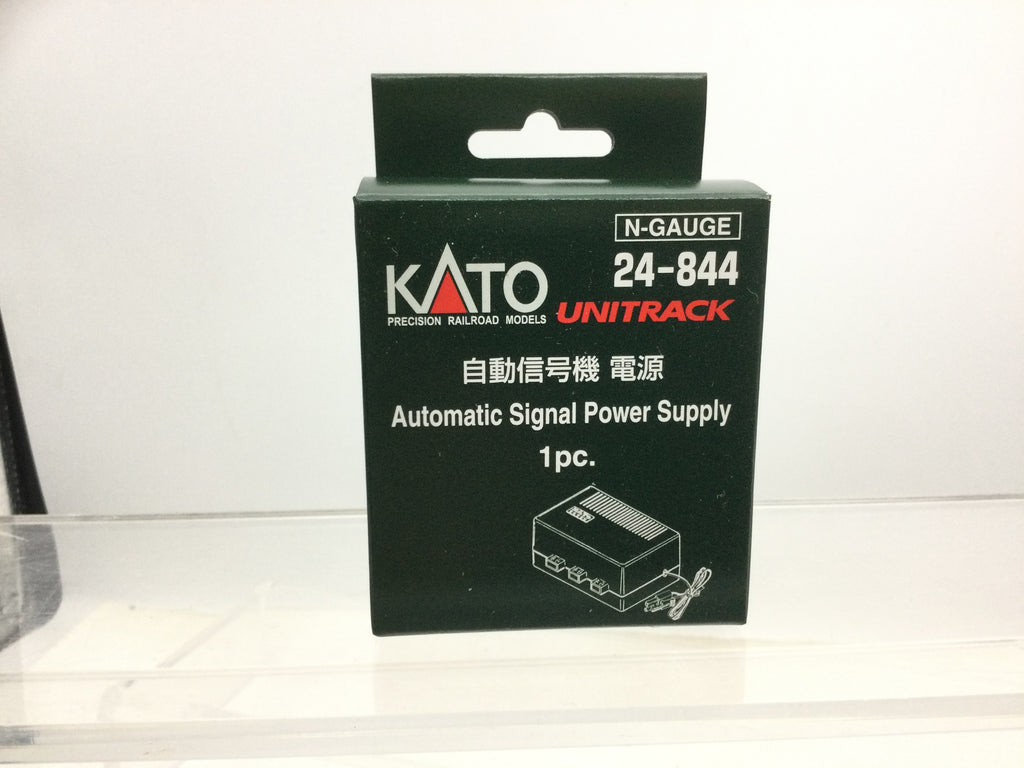 N-GAUGE
24-844
KATO
PRECISION RAILROAD MODELS
UNITRACK
自動信号機 電源
Automatic Signal Power Supply
1pc.